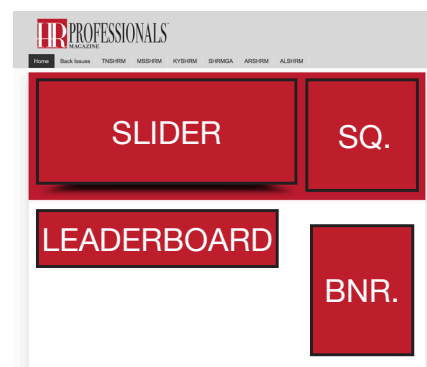 HR PROFESSIONALS
MAGAZINE
Home Back Issues TNSHRM MSSHRM KYSHRM SHRMGA ARSHRM ALSHRM
SLIDER SQ.
LEADERBOARD
BNR.